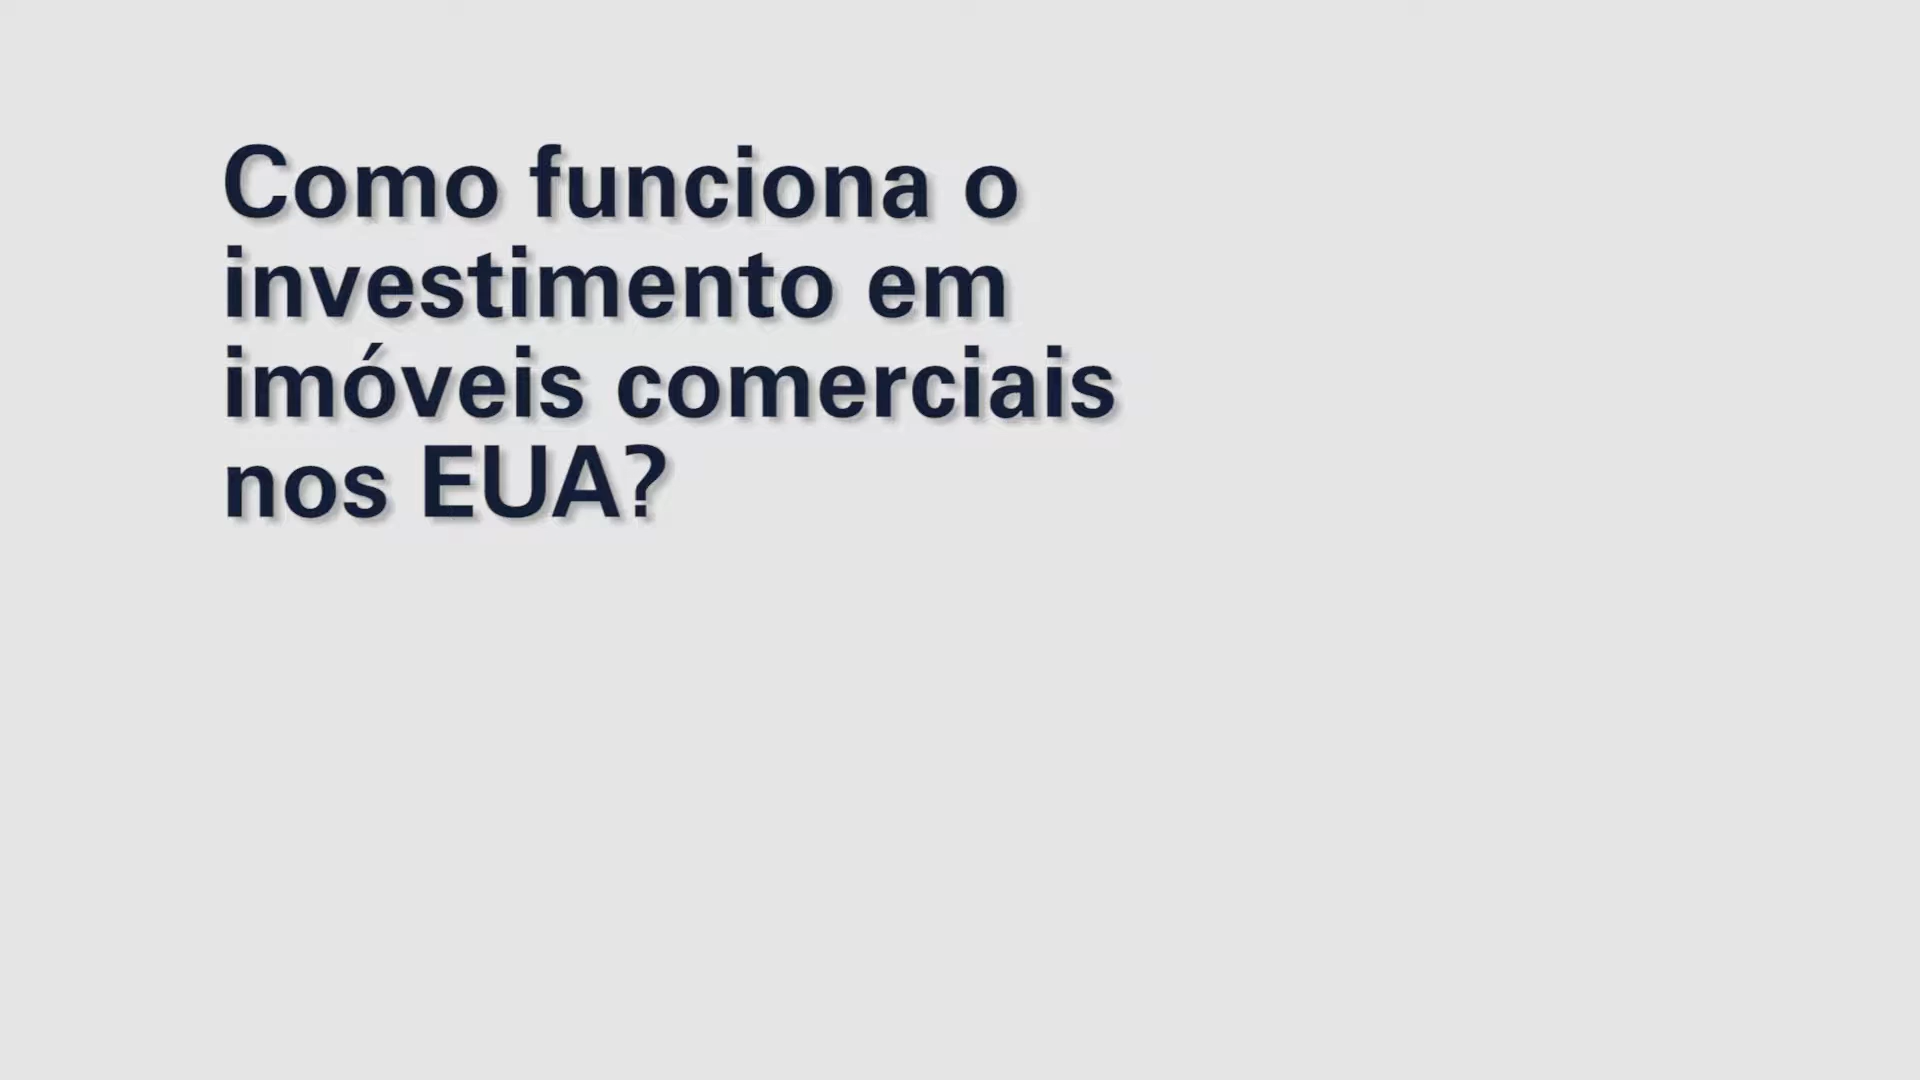 Como funciona o
investimento em
imóveis comerciais
nos EUA?